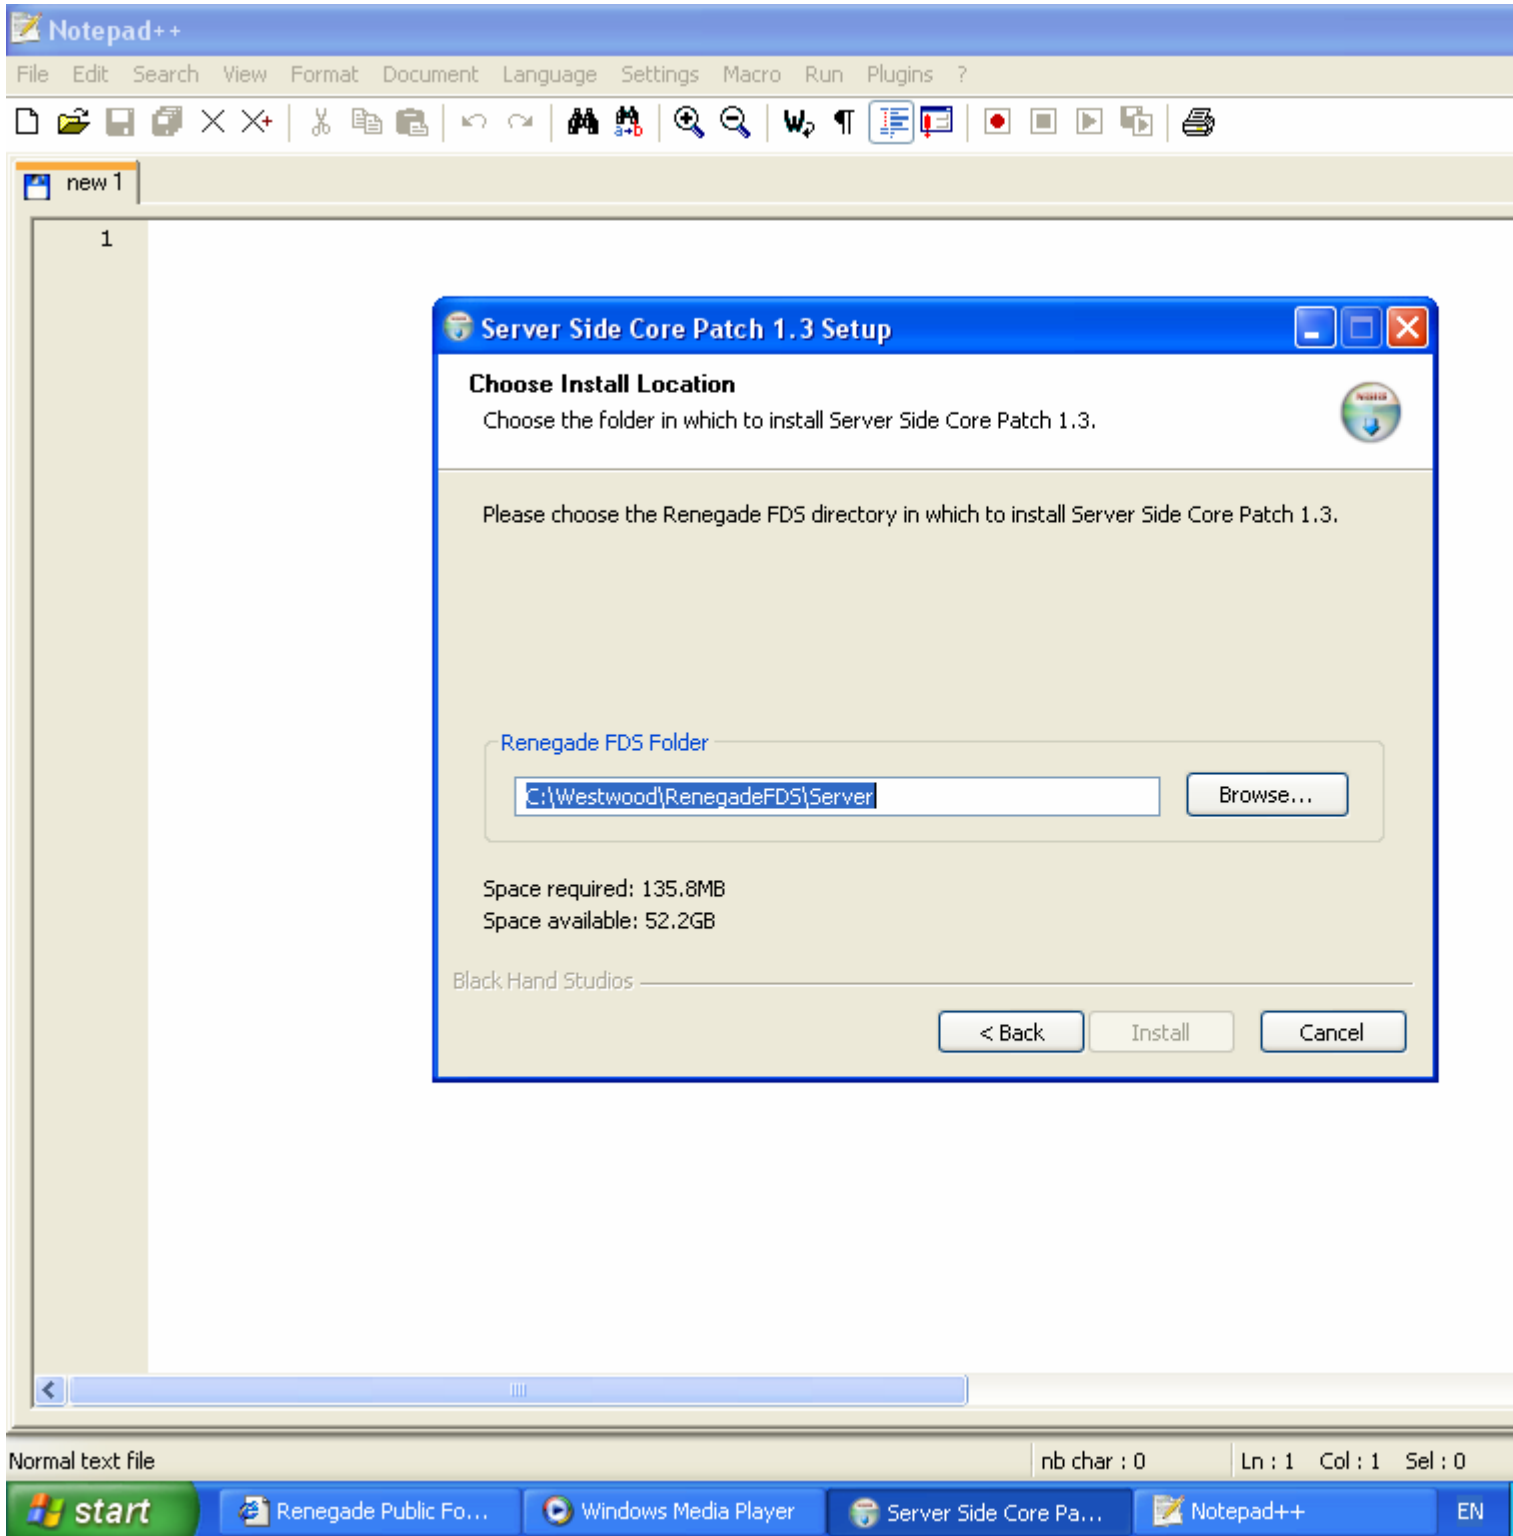 Notepad++
File Edit Search View Format Document Language Settings Macro Run Plugins ?
new 1
1
Server Side Core Patch 1.3 Setup
Choose Install Location
Choose the folder in which to install Server Side Core Patch 1.3.
Please choose the Renegade FDS directory in which to install Server Side Core Patch 1.3.
Renegade FDS Folder
C:\Westwood\RenegadeFDS\Server
Browse...
Space required: 135.8MB
Space available: 52.2GB
Black Hand Studios
< Back Install Cancel
Normal text file nb char : 0 Ln : 1 Col : 1 Sel : 0
start Renegade Public Fo... Windows Media Player Server Side Core Pa... Notepad++ EN